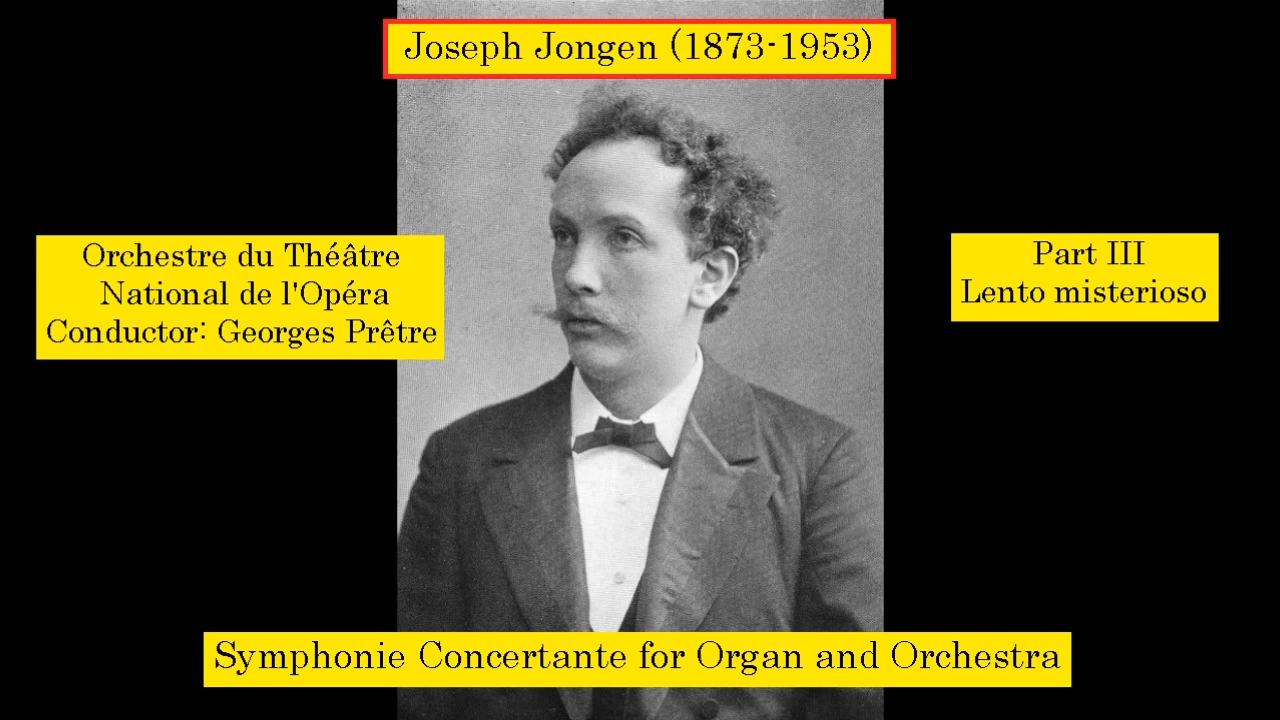 Joseph Jongen (1873-1953)
Orchestre du Théâtre
National de l'Opéra
Conductor: Georges Prêtre
Part III
Lento misterioso
Symphonie Concertante for Organ and Orchestra